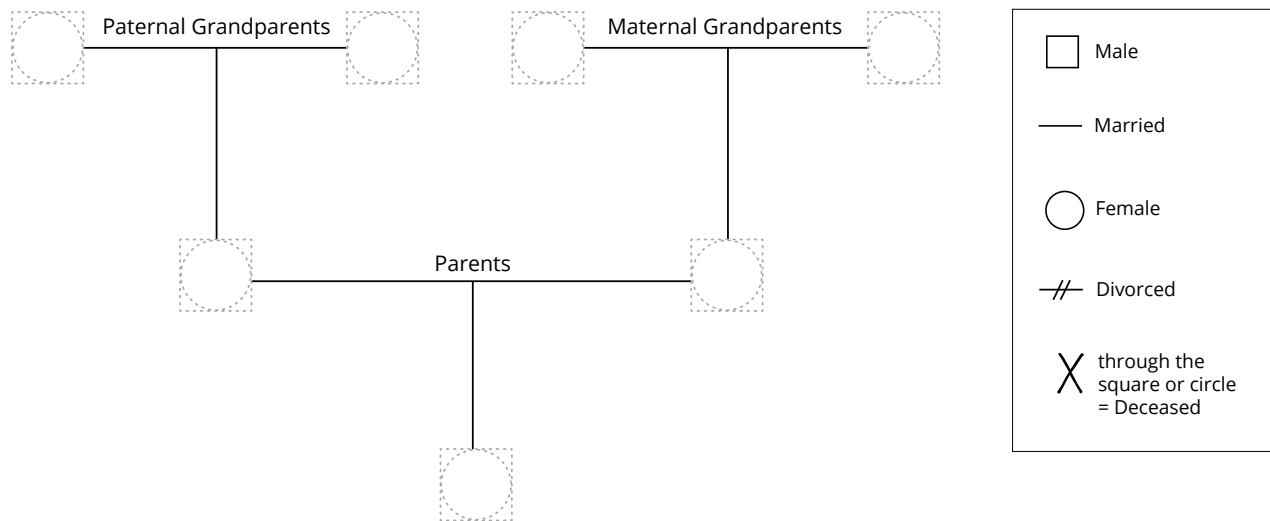 Paternal Grandparents
Maternal Grandparents
Parents
Male
Married
Female
Divorced
through the
square or circle
= Deceased